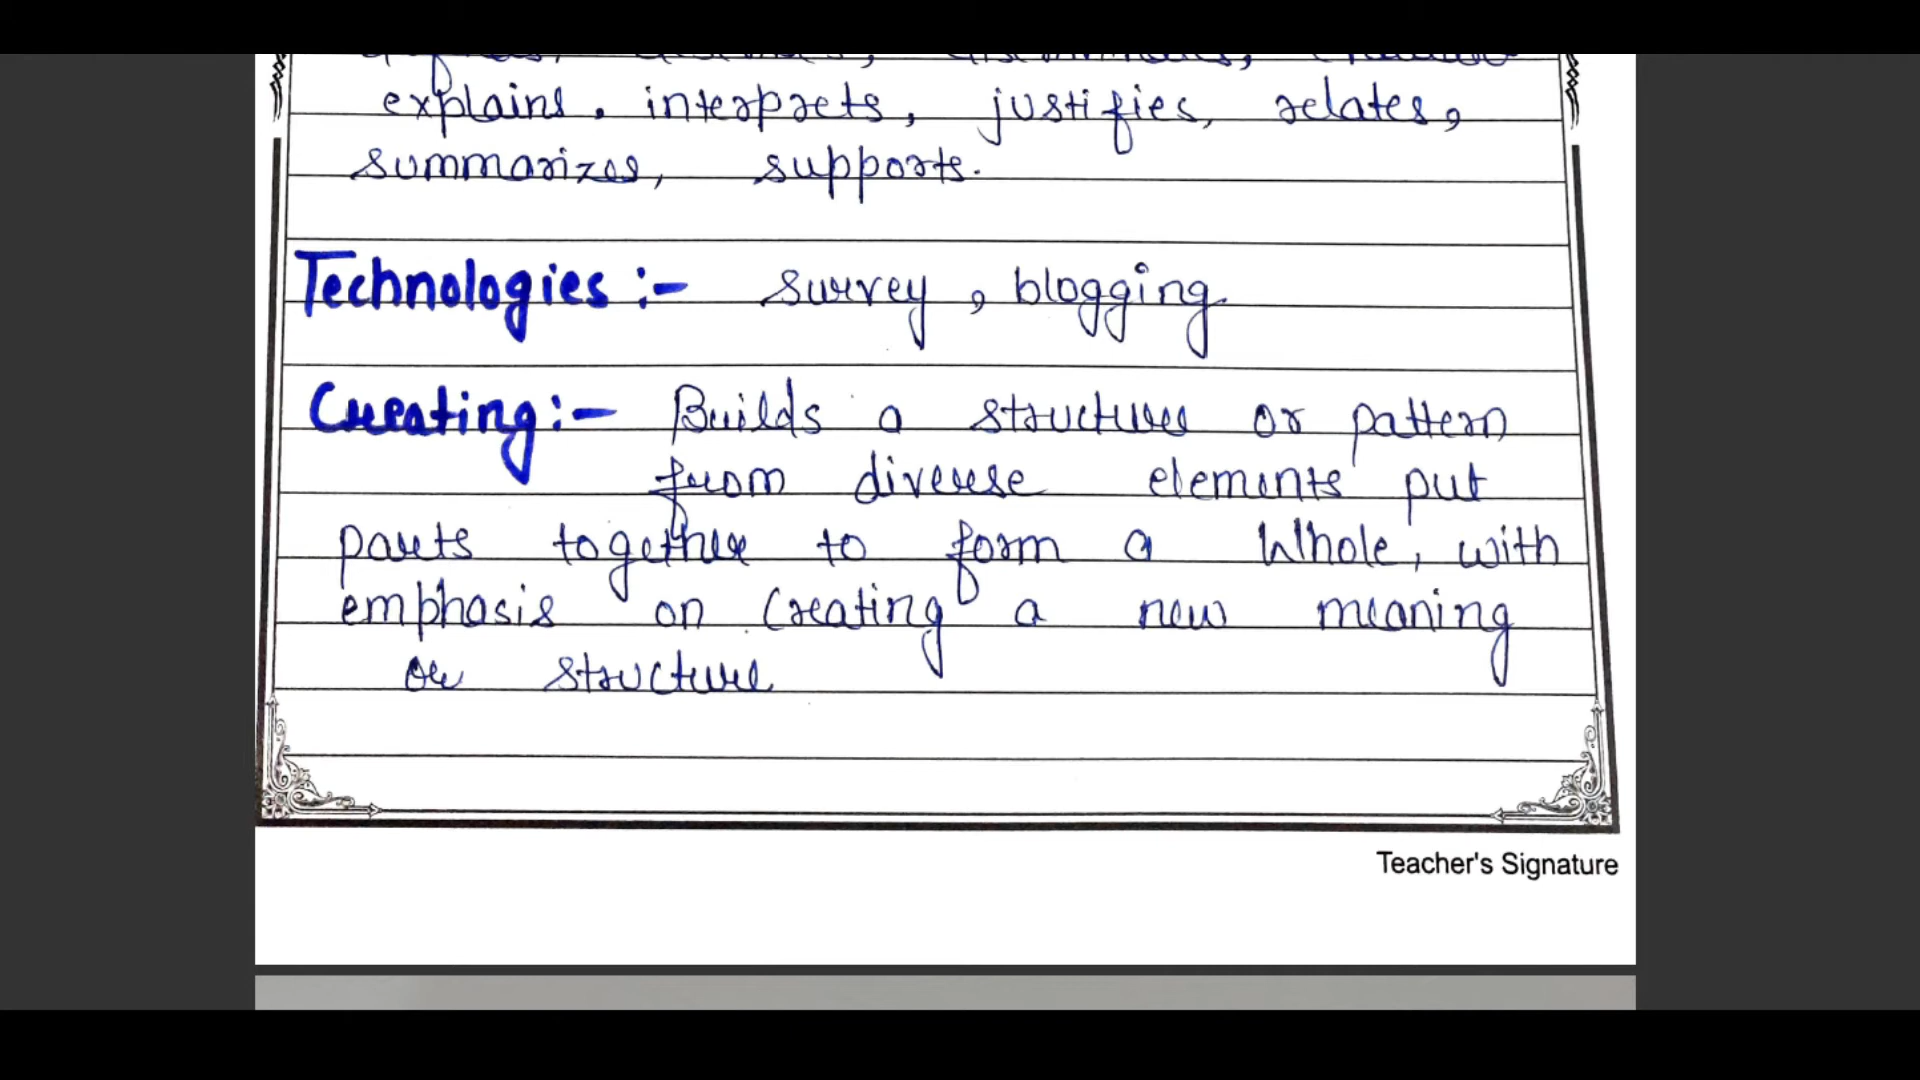 explains, interprets, justifies, relates,
summarizes, supports.
Technologies :- survey, blogging.
Creating :- Builds a structure or pattern
from diverse elements put
parts together to form a Whole, with
emphasis on Creating a new meaning
or structure
Teacher's Signature